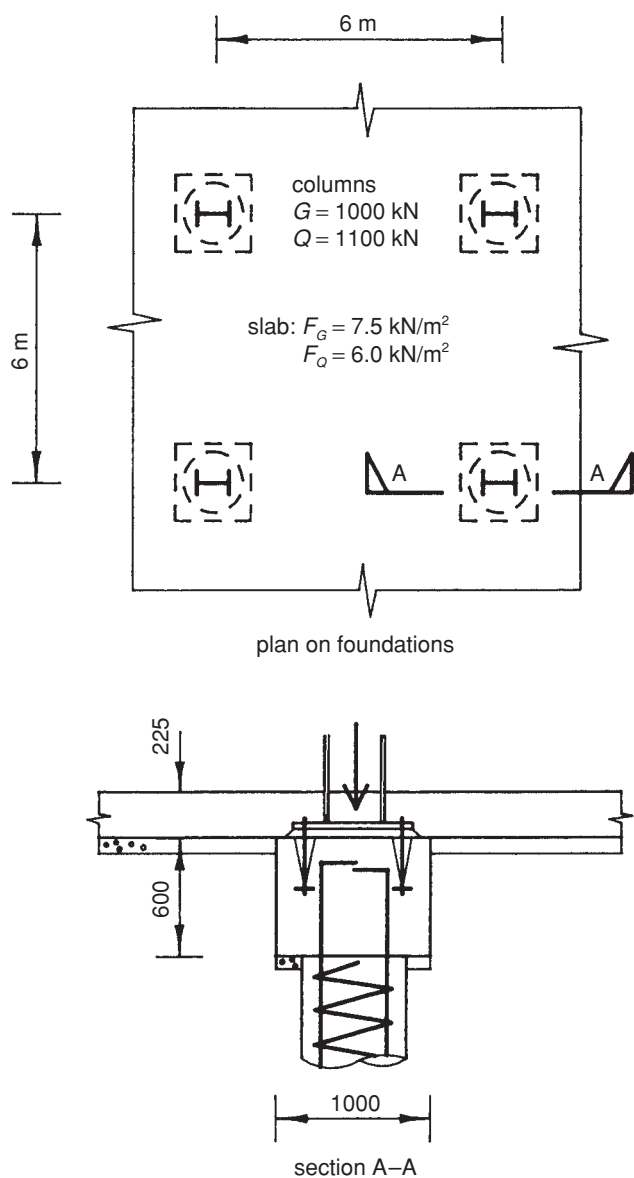 6 m
columns
G = 1000 kN
Q = 1100 kN
6 m
slab: F_G = 7.5 kN/m²
F_Q = 6.0 kN/m²
A A
plan on foundations
225
600
1000
section A–A